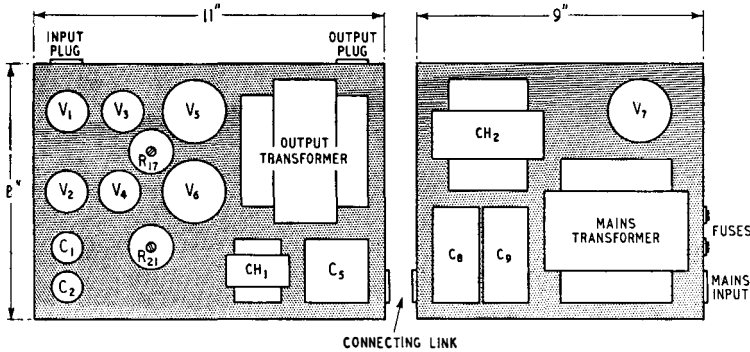 11"
9"
INPUT PLUG
OUTPUT PLUG
8"
V1
V3
V5
R17
OUTPUT TRANSFORMER
V2
V4
V6
C1
R21
C2
CH1
C5
CH2
V7
MAINS TRANSFORMER
C8
C9
FUSES
MAINS INPUT
CONNECTING LINK